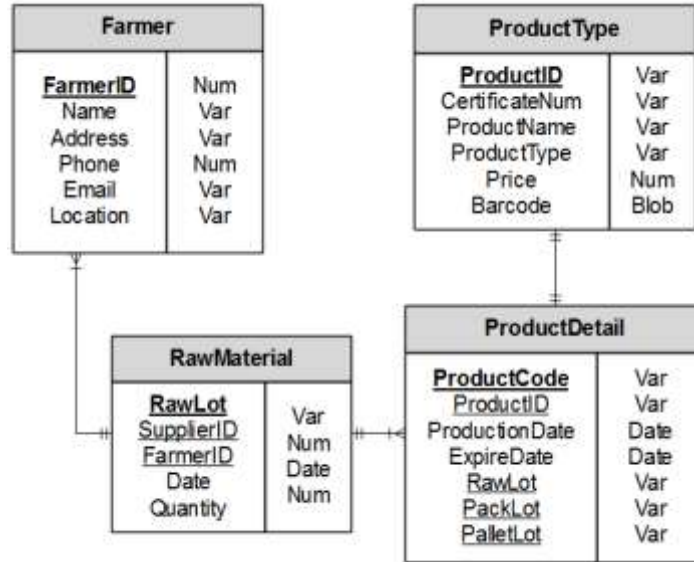 Farmer
FarmerID Num
Name Var
Address Var
Phone Num
Email Var
Location Var
ProductType
ProductID Var
CertificateNum Var
ProductName Var
ProductType Var
Price Num
Barcode Blob
RawMaterial
RawLot Var
SupplierID Num
FarmerID Date
Date Num
Quantity
ProductDetail
ProductCode Var
ProductID Var
ProductionDate Date
ExpireDate Date
RawLot Var
PackLot Var
PalletLot Var